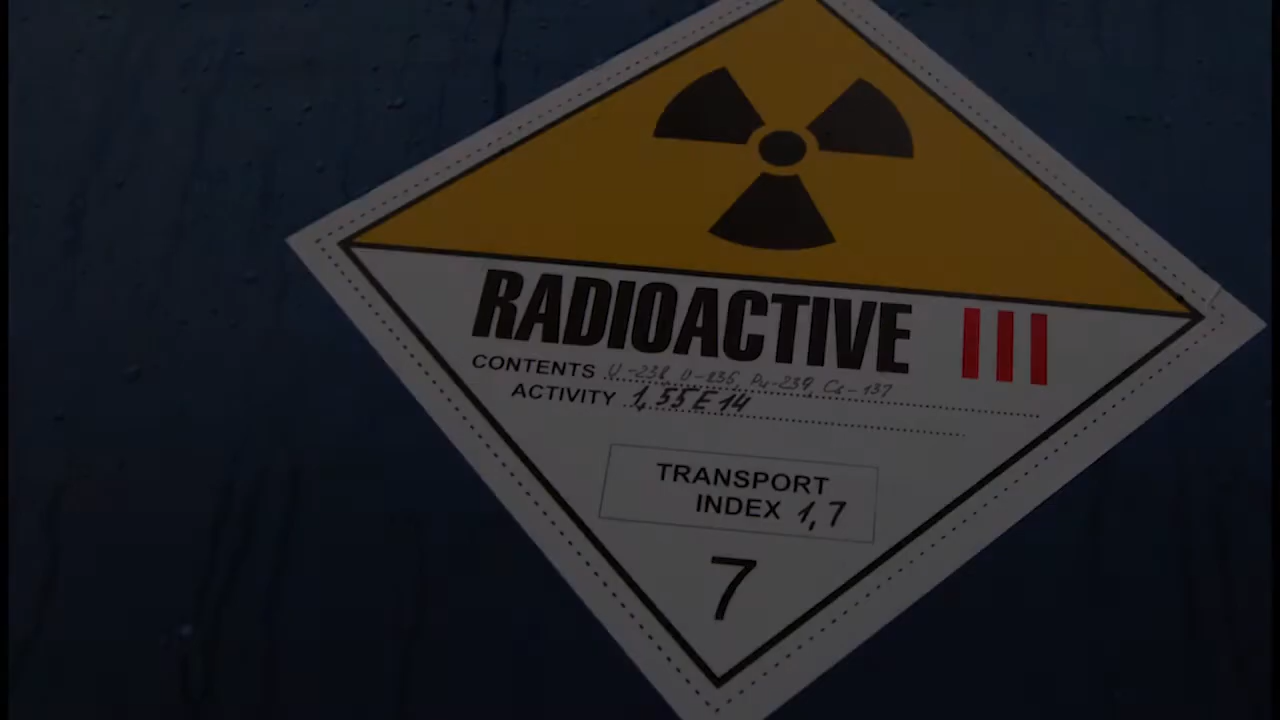 RADIOACTIVE III
CONTENTS U-238, U-235, Pu-239, Cs-137
ACTIVITY 1,55E14
TRANSPORT
INDEX 1,7
7